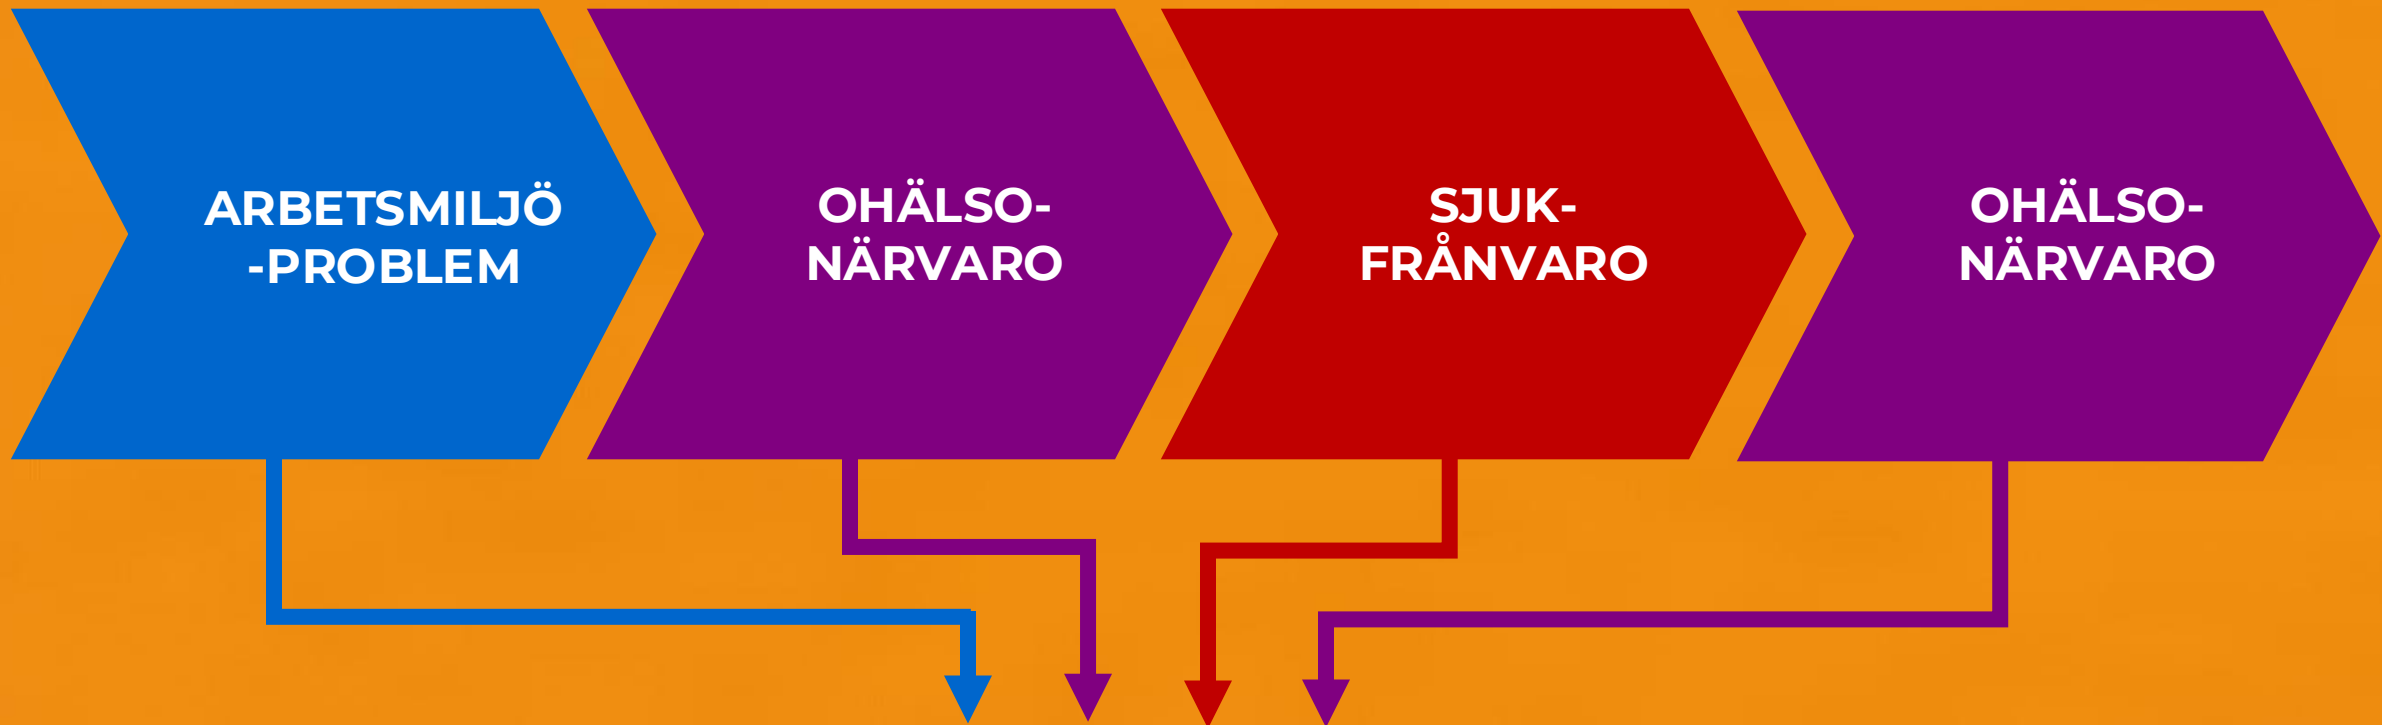 ARBETSMILJÖ
-PROBLEM
OHÄLSO-
NÄRVARO
SJUK-
FRÅNVARO
OHÄLSO-
NÄRVARO